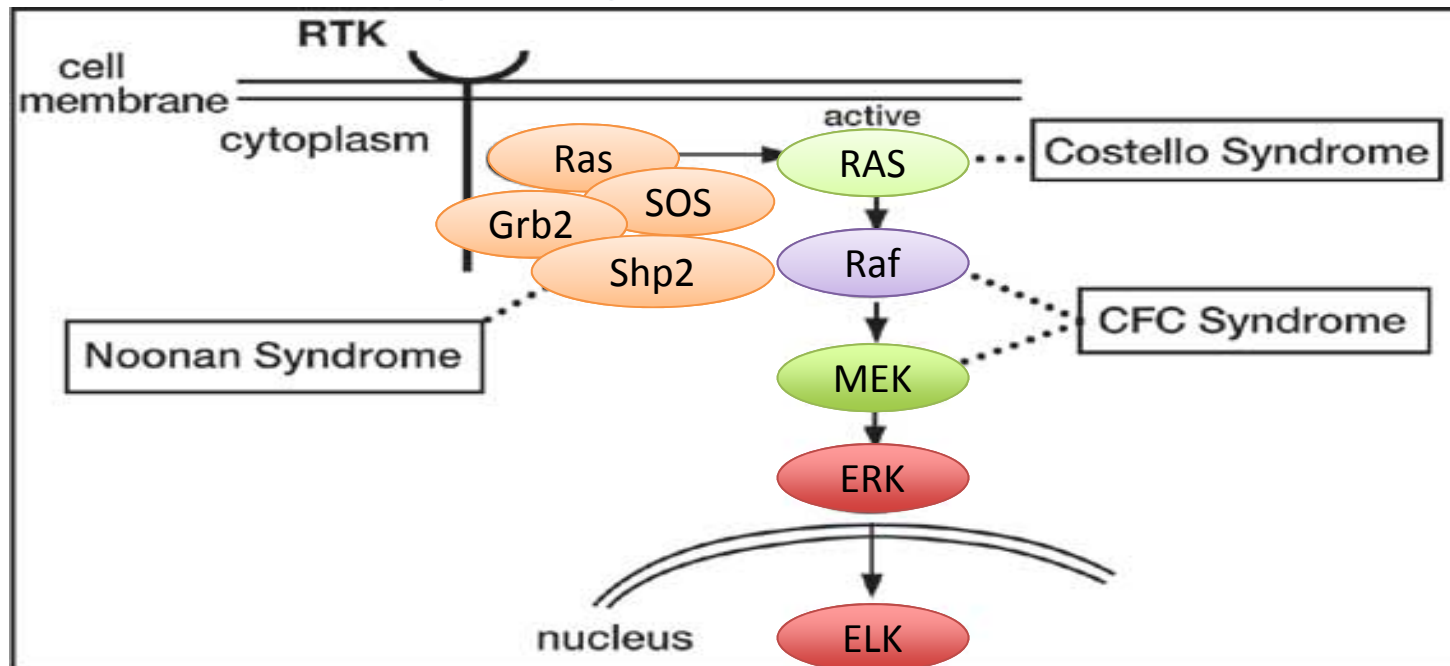 RTK
cell
membrane
cytoplasm
active
Ras
RAS
Costello Syndrome
SOS
Grb2
Shp2
Raf
Noonan Syndrome
CFC Syndrome
MEK
ERK
nucleus
ELK